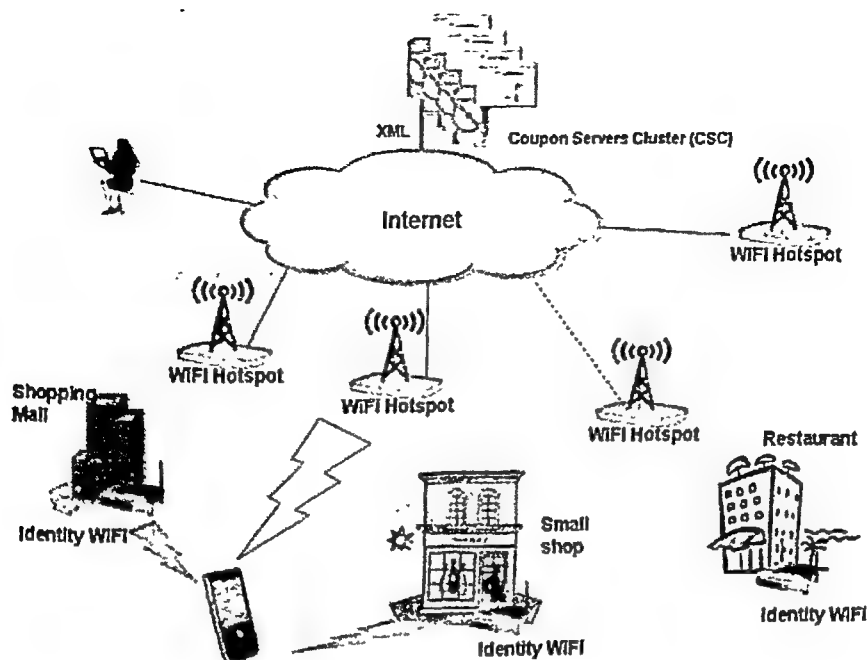 XML
Coupon Servers Cluster (CSC)
Internet
WiFi Hotspot
WiFi Hotspot
WiFi Hotspot
WiFi Hotspot
Shopping
Mall
Restaurant
Small
shop
Identity WiFi
Identity WiFi
Identity WiFi